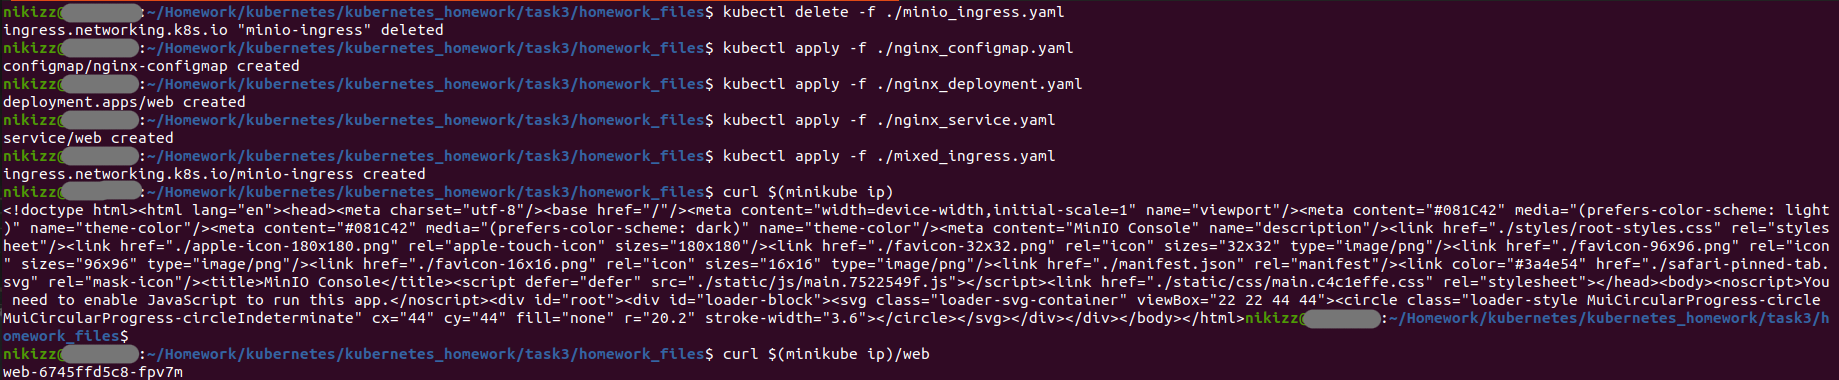 nikizz@:~/Homework/kubernetes/kubernetes_homework/task3/homework_files$ kubectl delete -f ./minio_ingress.yaml
ingress.networking.k8s.io "minio-ingress" deleted
nikizz@:~/Homework/kubernetes/kubernetes_homework/task3/homework_files$ kubectl apply -f ./nginx_configmap.yaml
configmap/nginx-configmap created
nikizz@:~/Homework/kubernetes/kubernetes_homework/task3/homework_files$ kubectl apply -f ./nginx_deployment.yaml
deployment.apps/web created
nikizz@:~/Homework/kubernetes/kubernetes_homework/task3/homework_files$ kubectl apply -f ./nginx_service.yaml
service/web created
nikizz@:~/Homework/kubernetes/kubernetes_homework/task3/homework_files$ kubectl apply -f ./mixed_ingress.yaml
ingress.networking.k8s.io/minio-ingress created
nikizz@:~/Homework/kubernetes/kubernetes_homework/task3/homework_files$ curl $(minikube ip)
<!doctype html><html lang="en"><head><meta charset="utf-8"/><base href="/"/><meta content="width=device-width,initial-scale=1" name="viewport"/><meta content="#081C42" media="(prefers-color-scheme: light
)" name="theme-color"/><meta content="#081C42" media="(prefers-color-scheme: dark)" name="theme-color"/><meta content="MinIO Console" name="description"/><link href="./styles/root-styles.css" rel="styles
heet"/><link href="./apple-icon-180x180.png" rel="apple-touch-icon" sizes="180x180"/><link href="./favicon-32x32.png" rel="icon" sizes="32x32" type="image/png"/><link href="./favicon-96x96.png" rel="icon
" sizes="96x96" type="image/png"/><link href="./favicon-16x16.png" rel="icon" sizes="16x16" type="image/png"/><link href="./manifest.json" rel="manifest"/><link color="#3a4e54" href="./safari-pinned-tab.
svg" rel="mask-icon"/><title>MinIO Console</title><script defer="defer" src="./static/js/main.7522549f.js"></script><link href="./static/css/main.c4c1effe.css" rel="stylesheet"></head><body><noscript>You
 need to enable JavaScript to run this app.</noscript><div id="root"><div id="loader-block"><svg class="loader-svg-container" viewBox="22 22 44 44"><circle class="loader-style MuiCircularProgress-circle
MuiCircularProgress-circleIndeterminate" cx="44" cy="44" fill="none" r="20.2" stroke-width="3.6"></circle></svg></div></div></body></html>nikizz@:~/Homework/kubernetes/kubernetes_homework/task3/h
omework_files$
nikizz@:~/Homework/kubernetes/kubernetes_homework/task3/homework_files$ curl $(minikube ip)/web
web-6745ffd5c8-fpv7m